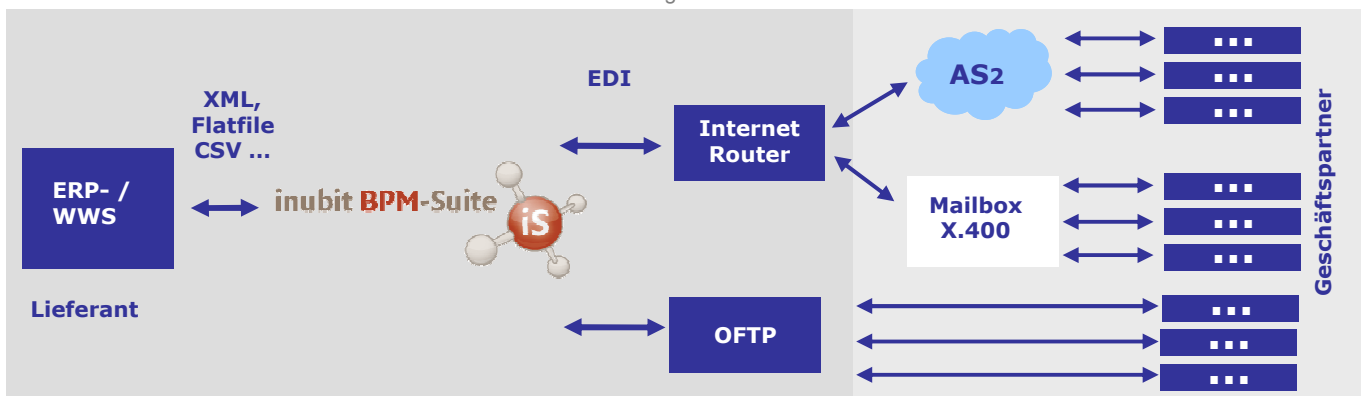 XML,
Flatfile
CSV ...
EDI
ERP- /
WWS
Lieferant
inubit BPM-Suite
iS
Internet
Router
OFTP
AS2
Mailbox
X.400
...
...
...
...
...
...
...
...
...
Geschäftspartner